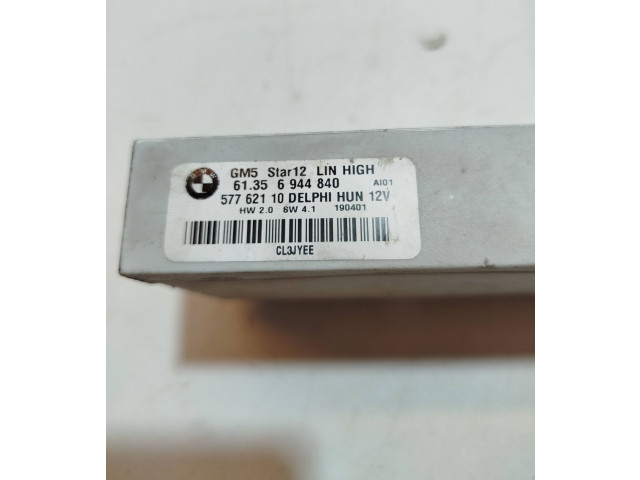 GM5 Star12 LIN HIGH
61.35 6 944 840 AI01
577 621 10 DELPHI HUN 12V
HW 2.0 SW 4.1 190401
CL3JYEE